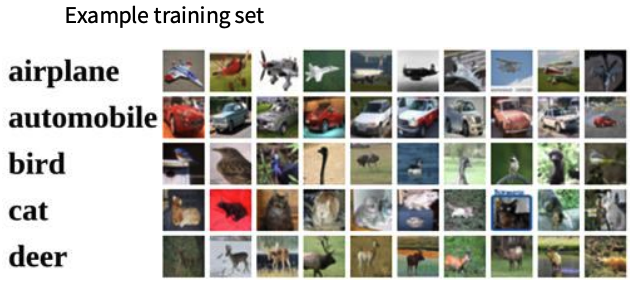 Example training set
airplane
automobile
bird
cat
deer